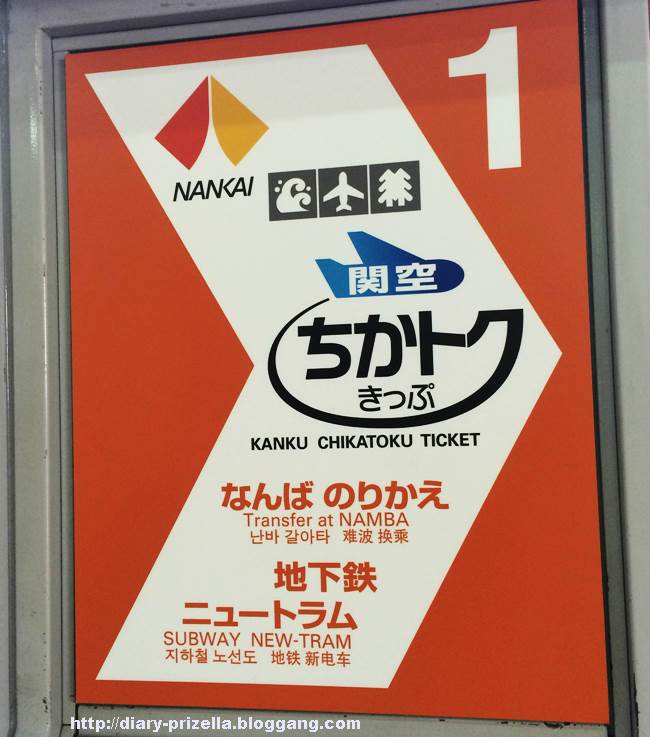 1
NANKAI
関空
ちかトク
きっぷ
KANKU CHIKATOKU TICKET
なんば のりかえ
Transfer at NAMBA
난바 갈아타 难波 换乘
地下鉄
ニュートラム
SUBWAY NEW-TRAM
지하철 노선도 地铁 新电车
http://diary-prizella.bloggang.com